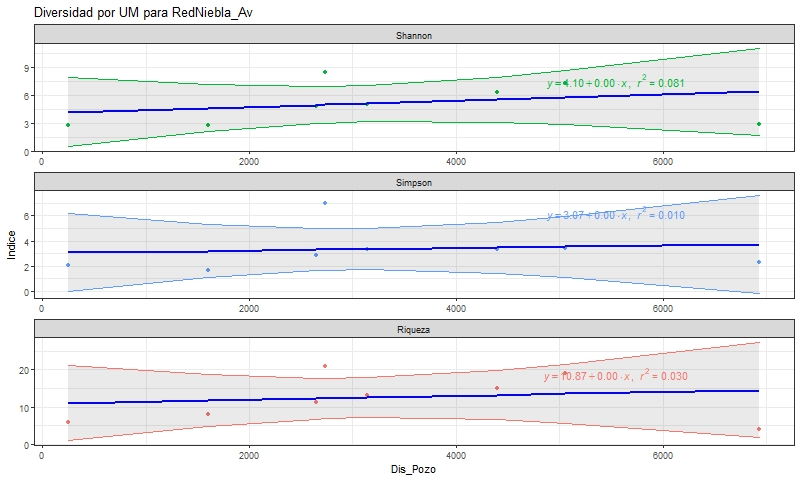 Diversidad por UM para RedNiebla_Av
Shannon
9
6
3
0
y = 4.10 + 0.00 · x, r² = 0.081
0 2000 4000 6000
Simpson
6
4
2
0
y = 3.07 + 0.00 · x, r² = 0.010
0 2000 4000 6000
Riqueza
20
10
0
y = 10.87 + 0.00 · x, r² = 0.030
0 2000 4000 6000
Indice
Dis_Pozo